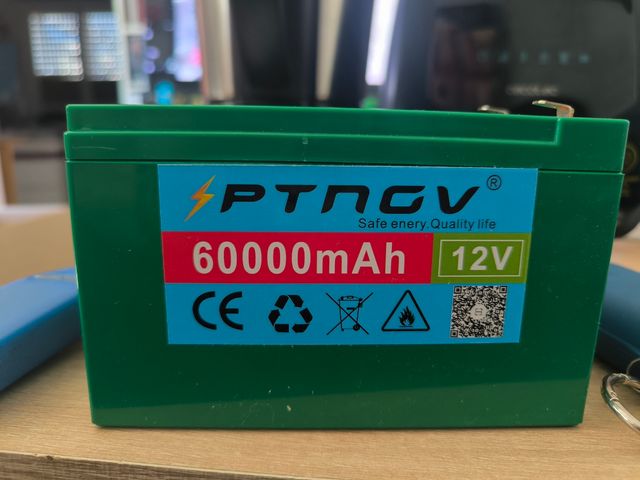 PTNGV®
Safe enery.Quality life
60000mAh
12V
CE